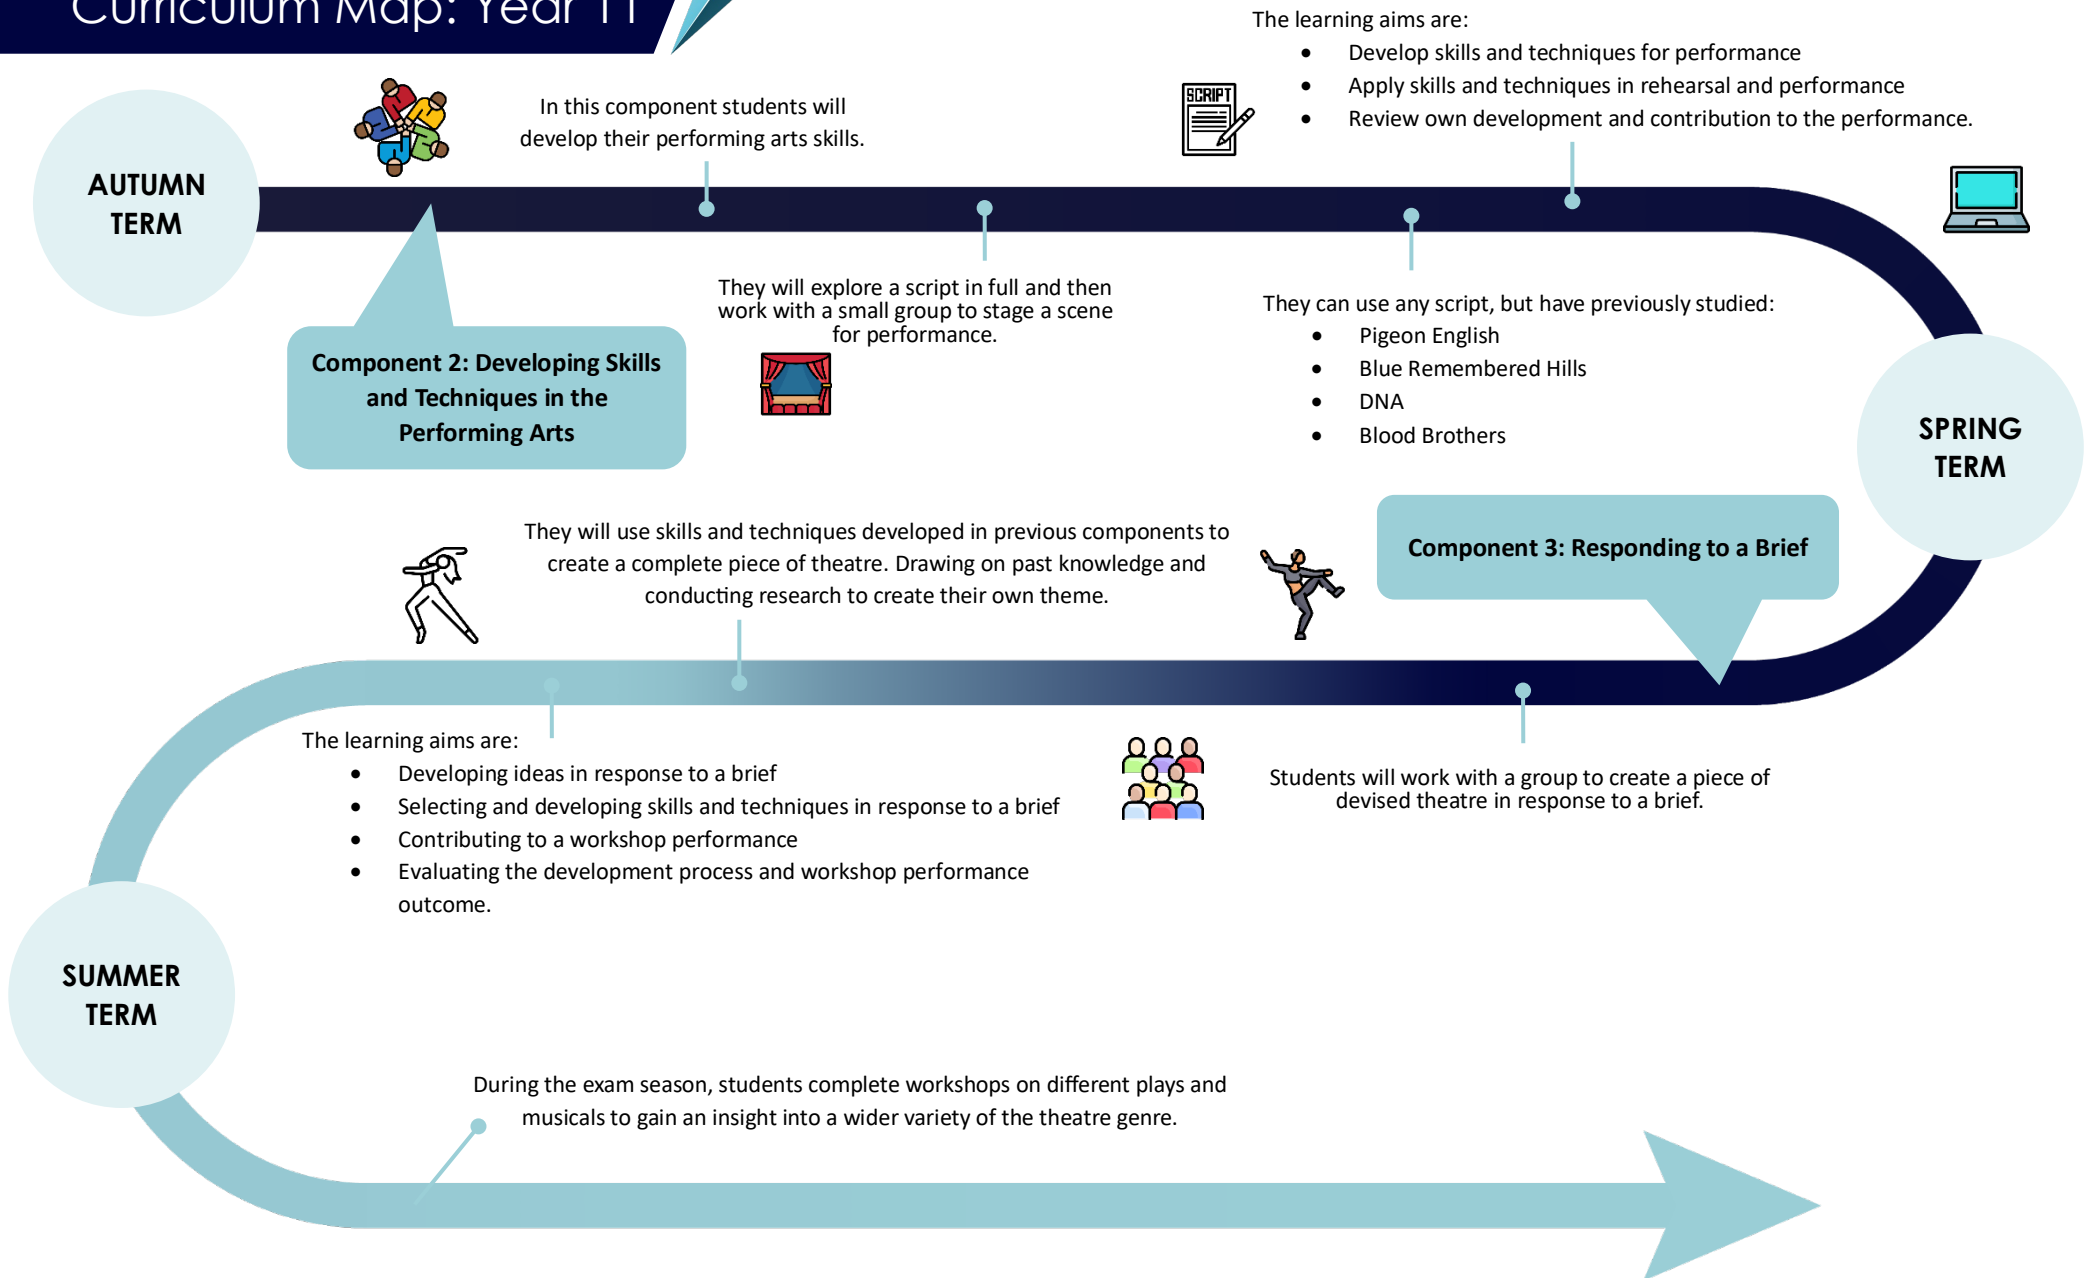 Curriculum Map: Year 11
AUTUMN
TERM
In this component students will
develop their performing arts skills.
SCRIPT
The learning aims are:
• Develop skills and techniques for performance
• Apply skills and techniques in rehearsal and performance
• Review own development and contribution to the performance.
Component 2: Developing Skills
and Techniques in the
Performing Arts
They will explore a script in full and then
work with a small group to stage a scene
for performance.
They can use any script, but have previously studied:
• Pigeon English
• Blue Remembered Hills
• DNA
• Blood Brothers
SPRING
TERM
Component 3: Responding to a Brief
They will use skills and techniques developed in previous components to
create a complete piece of theatre. Drawing on past knowledge and
conducting research to create their own theme.
Students will work with a group to create a piece of
devised theatre in response to a brief.
The learning aims are:
• Developing ideas in response to a brief
• Selecting and developing skills and techniques in response to a brief
• Contributing to a workshop performance
• Evaluating the development process and workshop performance
outcome.
SUMMER
TERM
During the exam season, students complete workshops on different plays and
musicals to gain an insight into a wider variety of the theatre genre.